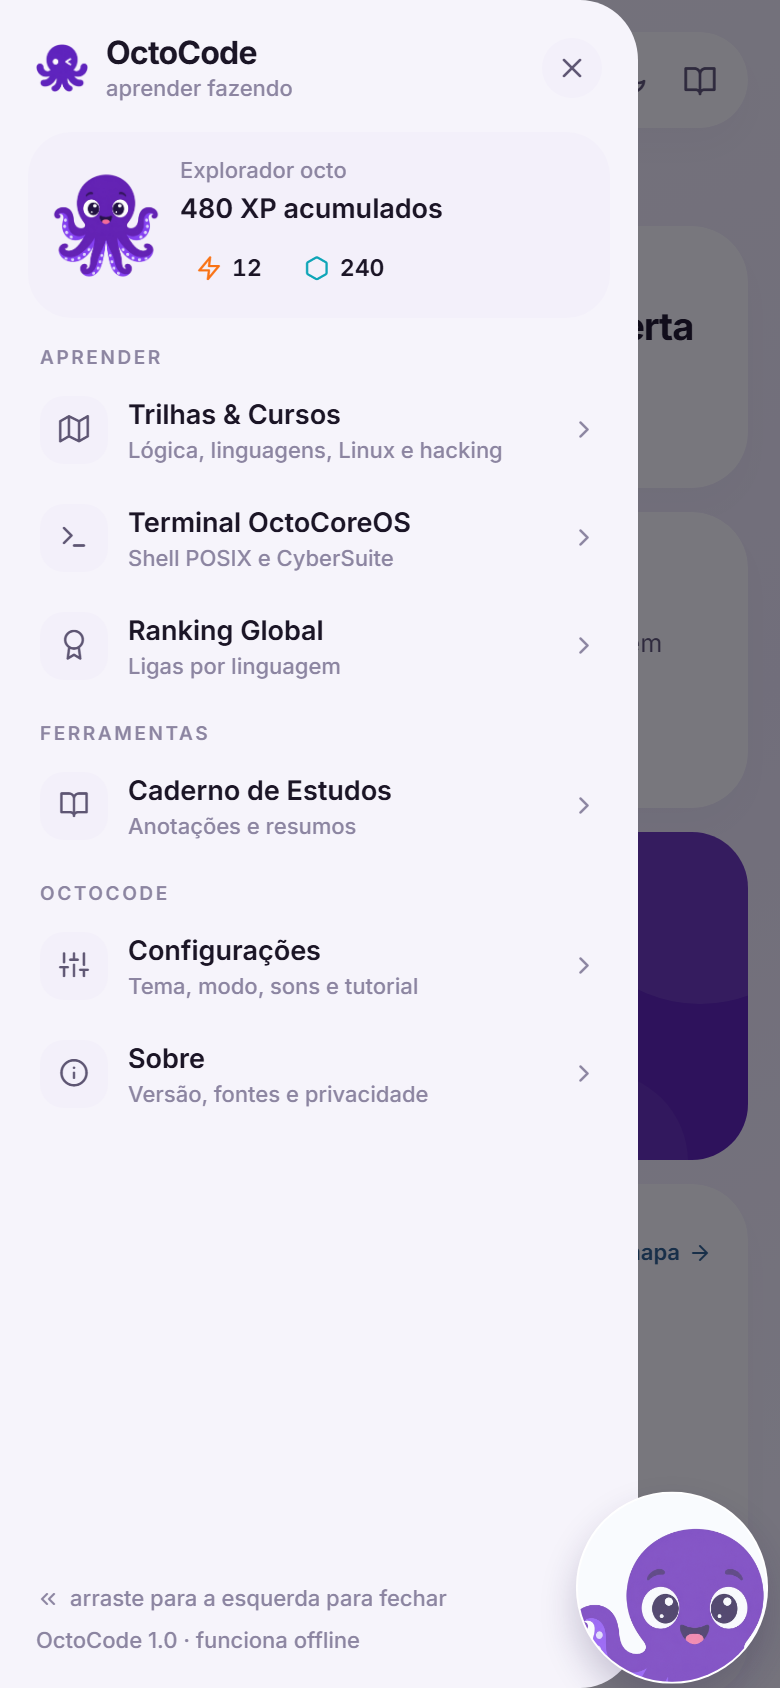 OctoCode
aprender fazendo
Explorador octo
480 XP acumulados
12 240
APRENDER
Trilhas & Cursos
Lógica, linguagens, Linux e hacking
Terminal OctoCoreOS
Shell POSIX e CyberSuite
Ranking Global
Ligas por linguagem
FERRAMENTAS
Caderno de Estudos
Anotações e resumos
OCTOCODE
Configurações
Tema, modo, sons e tutorial
Sobre
Versão, fontes e privacidade
« arraste para a esquerda para fechar
OctoCode 1.0 · funciona offline